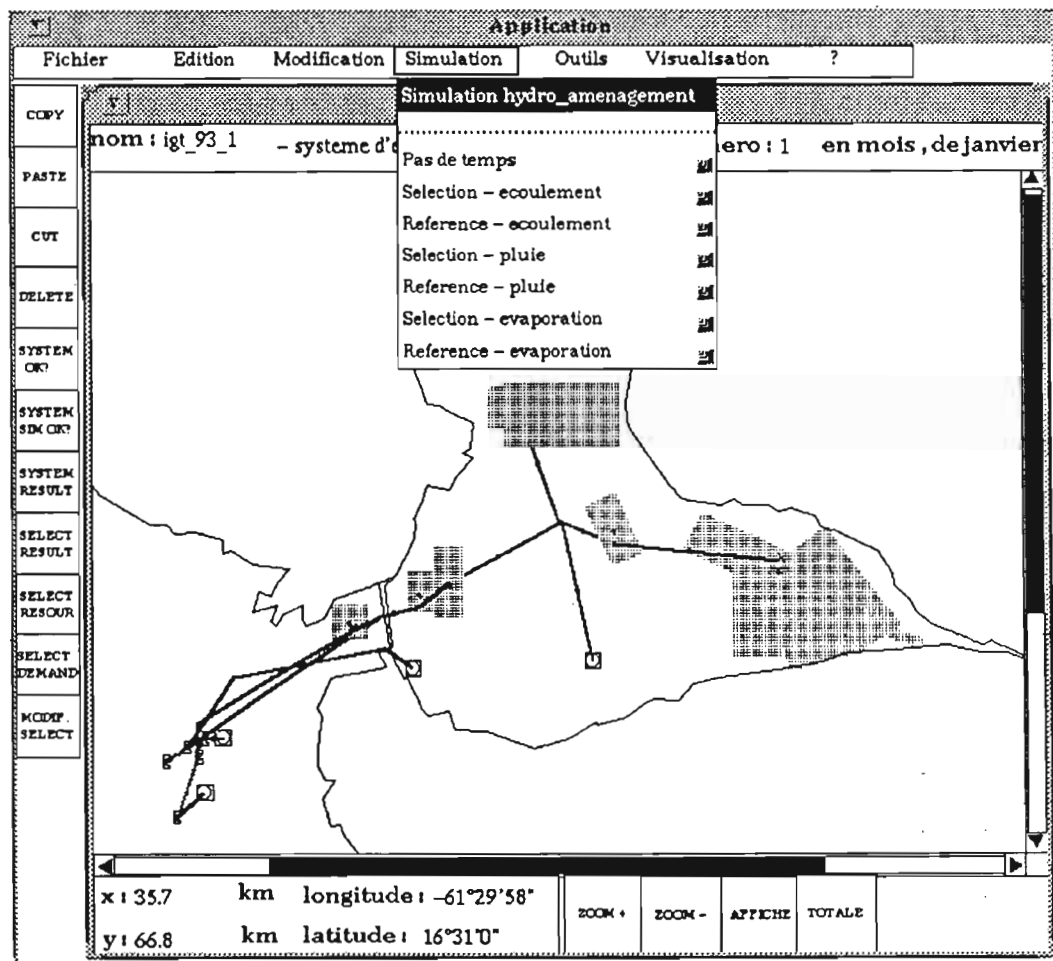 Application
Fichier Edition Modification Simulation Outils Visualisation ?
Simulation hydro_amenagement
Pas de temps
Selection – ecoulement
Reference – ecoulement
Selection – pluie
Reference – pluie
Selection – evaporation
Reference – evaporation
nom : igt_93_1 – systeme d'e ero : 1 en mois , de janvier
COPY
PASTE
CUT
DELETE
SYSTEM
OK?
SYSTEM
SIM OK?
SYSTEM
RESULT
SELECT
RESULT
SELECT
RESOUR
SELECT
DEMAND
MODIF.
SELECT
x : 35.7 km longitude : –61°29'58"
y : 66.8 km latitude : 16°31'0"
ZOOM + ZOOM – AFFICHE TOTALE